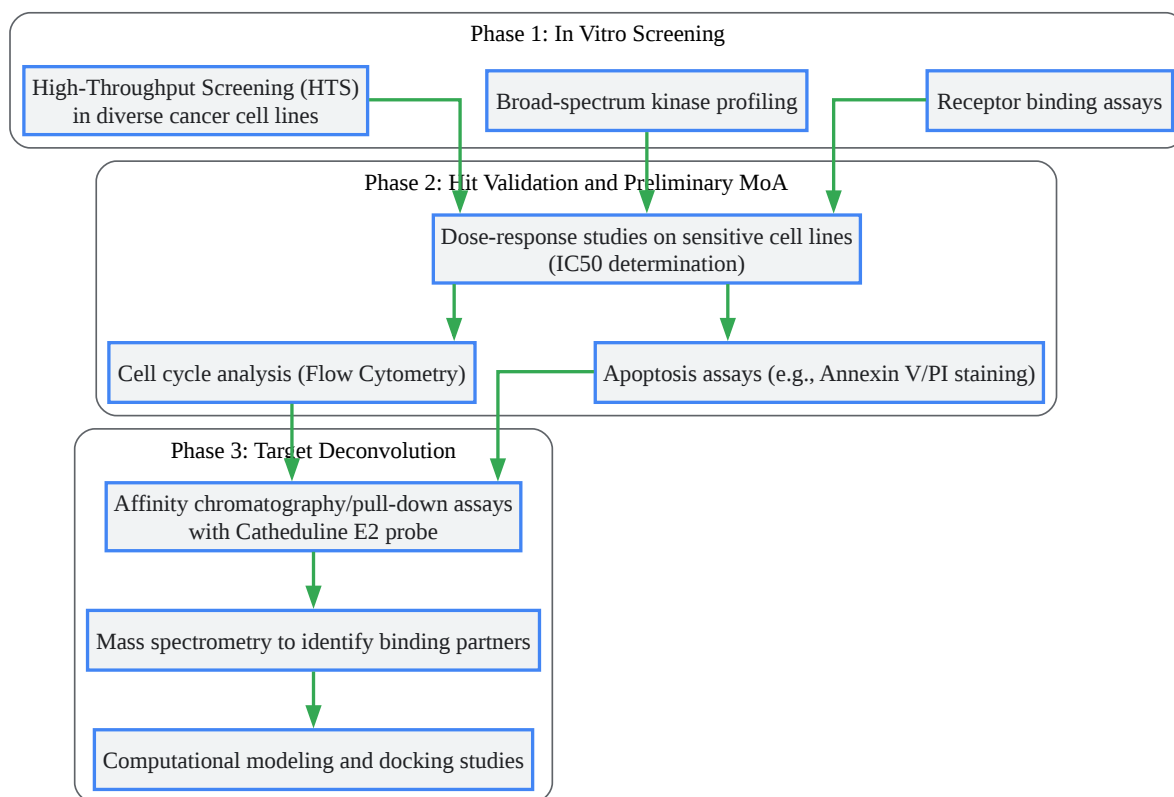 Phase 1: In Vitro Screening
High-Throughput Screening (HTS)
in diverse cancer cell lines
Broad-spectrum kinase profiling
Receptor binding assays
Phase 2: Hit Validation and Preliminary MoA
Dose-response studies on sensitive cell lines
(IC50 determination)
Cell cycle analysis (Flow Cytometry)
Apoptosis assays (e.g., Annexin V/PI staining)
Phase 3: Target Deconvolution
Affinity chromatography/pull-down assays
with Catheduline E2 probe
Mass spectrometry to identify binding partners
Computational modeling and docking studies